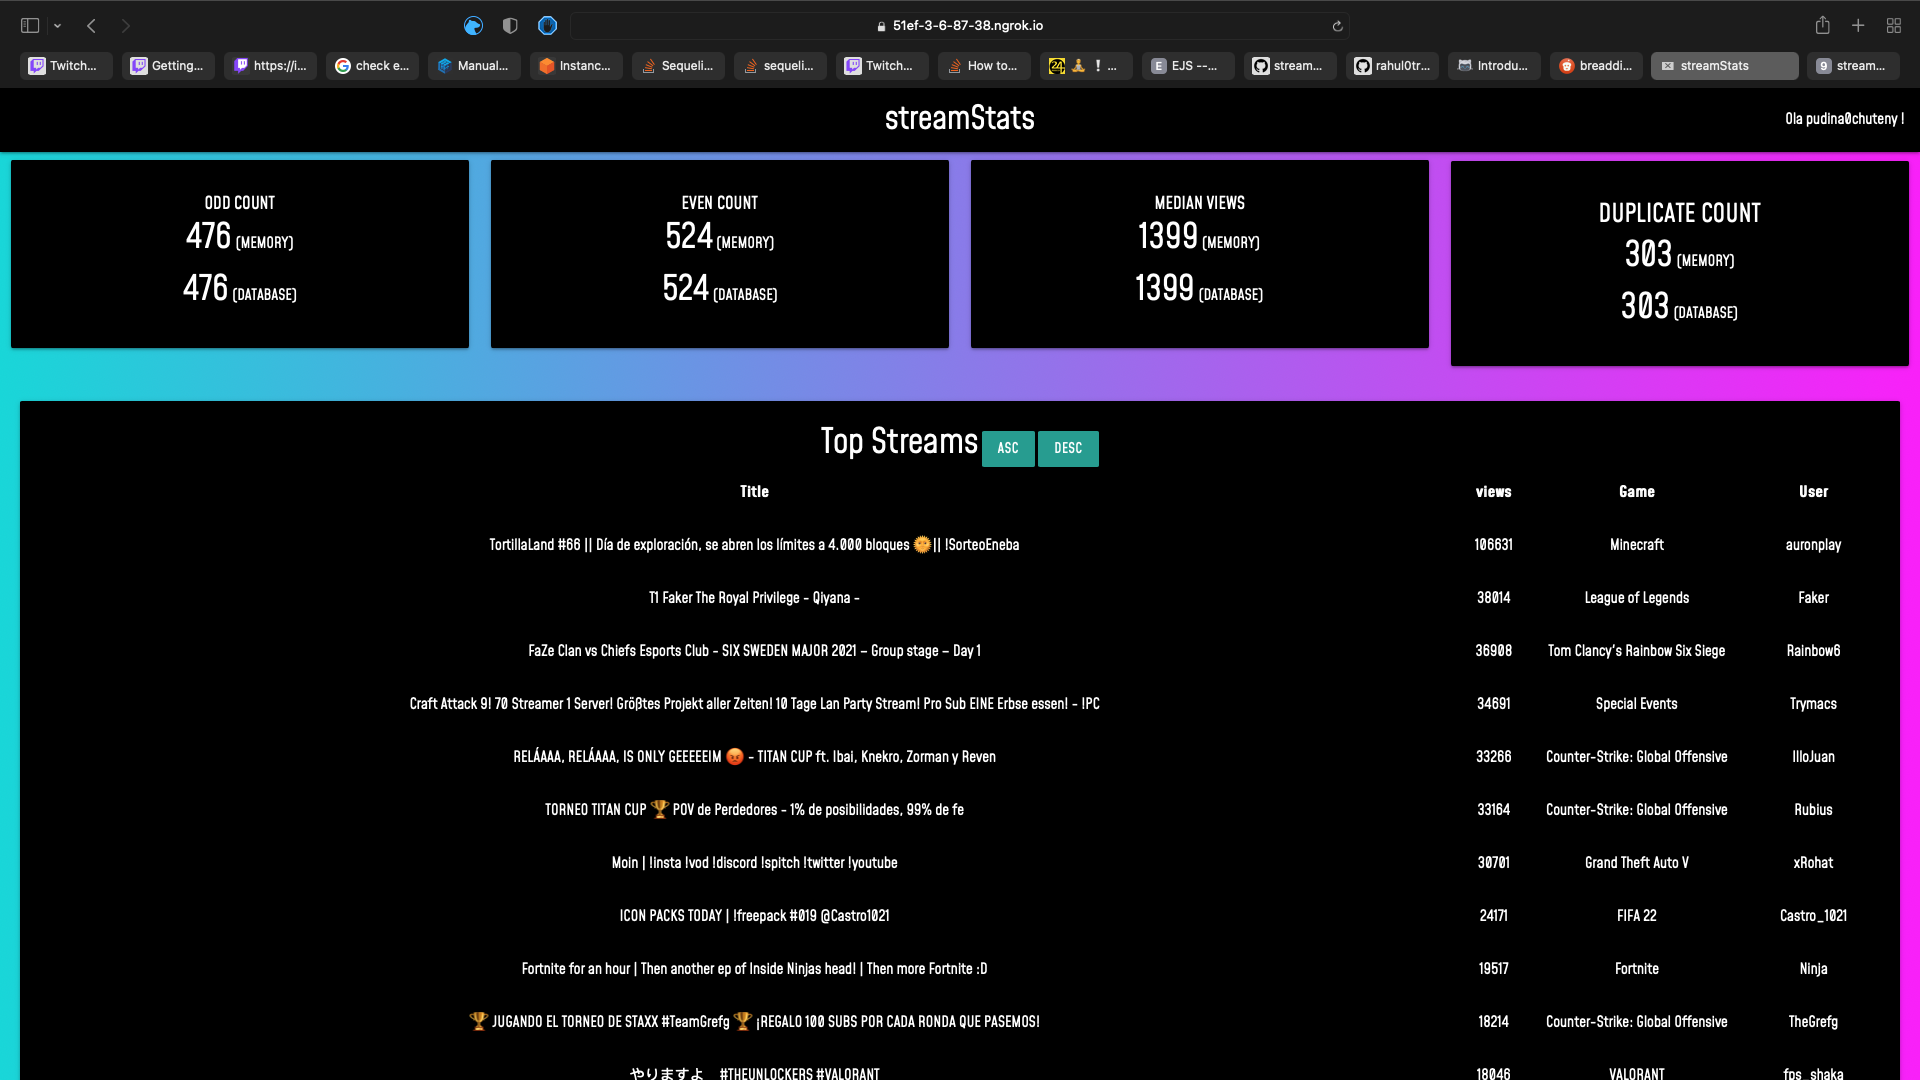 51ef-3-6-87-38.ngrok.io
Twitch...
Getting...
https://i...
check e...
Manual...
Instanc...
Sequeli...
sequeli...
Twitch...
How to...
24 🧘 ❗ ...
E EJS --...
stream...
rahul0tr...
Introdu...
breaddi...
streamStats
9 stream...
streamStats
Ola pudina0chuteny !
ODD COUNT
476 (MEMORY)
476 (DATABASE)
EVEN COUNT
524 (MEMORY)
524 (DATABASE)
MEDIAN VIEWS
1399 (MEMORY)
1399 (DATABASE)
DUPLICATE COUNT
303 (MEMORY)
303 (DATABASE)
Top Streams ASC DESC
Title views Game User
TortillaLand #66 || Día de exploración, se abren los límites a 4.000 bloques 🌞|| !SorteoEneba 106631 Minecraft auronplay
T1 Faker The Royal Privilege - Qiyana - 38014 League of Legends Faker
FaZe Clan vs Chiefs Esports Club - SIX SWEDEN MAJOR 2021 – Group stage – Day 1 36908 Tom Clancy's Rainbow Six Siege Rainbow6
Craft Attack 9! 70 Streamer 1 Server! Größtes Projekt aller Zeiten! 10 Tage Lan Party Stream! Pro Sub EINE Erbse essen! - !PC 34691 Special Events Trymacs
RELÁAAA, RELÁAAA, IS ONLY GEEEEEIM 😡 - TITAN CUP ft. Ibai, Knekro, Zorman y Reven 33266 Counter-Strike: Global Offensive IlloJuan
TORNEO TITAN CUP 🏆 POV de Perdedores - 1% de posibilidades, 99% de fe 33164 Counter-Strike: Global Offensive Rubius
Moin | !insta !vod !discord !spitch !twitter !youtube 30701 Grand Theft Auto V xRohat
ICON PACKS TODAY | !freepack #019 @Castro1021 24171 FIFA 22 Castro_1021
Fortnite for an hour | Then another ep of Inside Ninjas head! | Then more Fortnite :D 19517 Fortnite Ninja
🏆 JUGANDO EL TORNEO DE STAXX #TeamGrefg 🏆 ¡REGALO 100 SUBS POR CADA RONDA QUE PASEMOS! 18214 Counter-Strike: Global Offensive TheGrefg
やりますよ #THEUNLOCKERS #VALORANT 18046 VALORANT fps_shaka